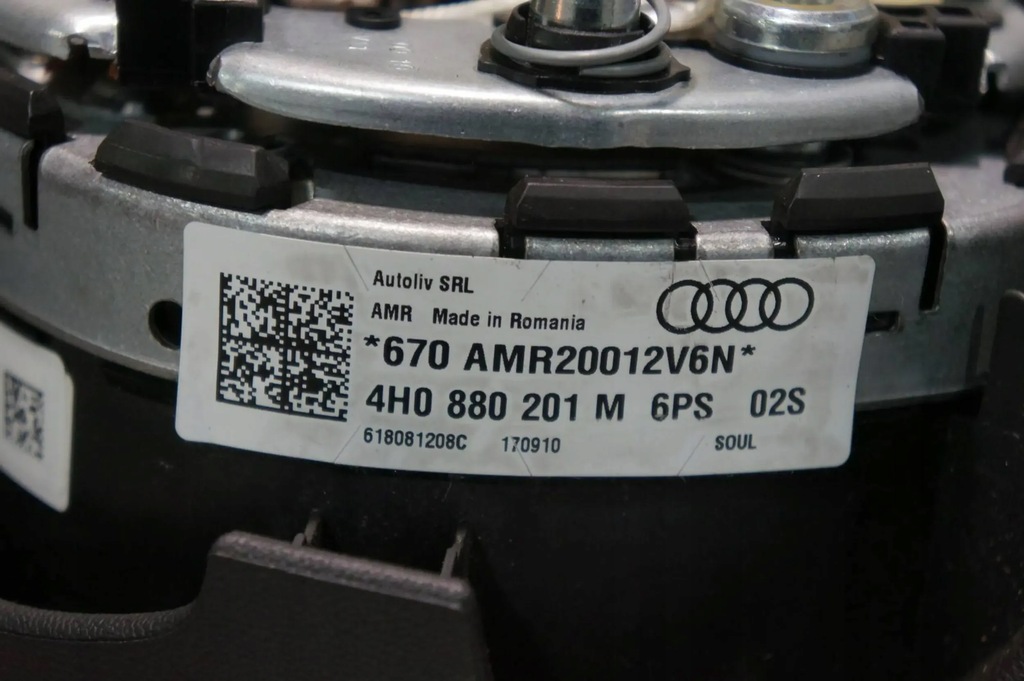 Autoliv SRL
AMR Made in Romania
*670 AMR20012V6N*
4H0 880 201 M 6PS 02S
618081208C 170910 SOUL